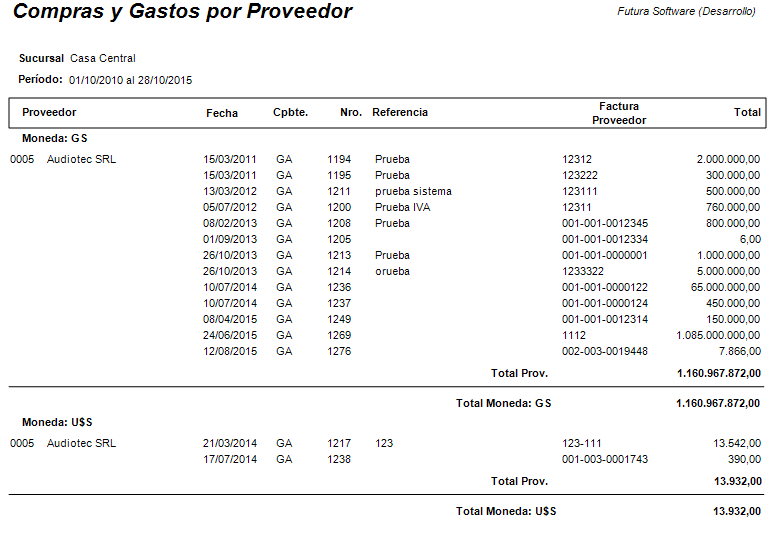 Compras y Gastos por Proveedor
Futura Software (Desarrollo)
Sucursal Casa Central
Período: 01/10/2010 al 28/10/2015
Proveedor Fecha Cpbte. Nro. Referencia Factura Proveedor Total
Moneda: GS
0005 Audiotec SRL 15/03/2011 GA 1194 Prueba 12312 2.000.000,00
15/03/2011 GA 1195 Prueba 123222 300.000,00
13/03/2012 GA 1211 prueba sistema 123111 500.000,00
05/07/2012 GA 1200 Prueba IVA 12311 760.000,00
08/02/2013 GA 1208 Prueba 001-001-0012345 800.000,00
01/09/2013 GA 1205 001-001-0012334 6,00
26/10/2013 GA 1213 Prueba 001-001-0000001 1.000.000,00
26/10/2013 GA 1214 orueba 1233322 5.000.000,00
10/07/2014 GA 1236 001-001-0000122 65.000.000,00
10/07/2014 GA 1237 001-001-0000124 450.000,00
08/04/2015 GA 1249 001-001-0012314 150.000,00
24/06/2015 GA 1269 1112 1.085.000.000,00
12/08/2015 GA 1276 002-003-0019448 7.866,00
Total Prov. 1.160.967.872,00
Total Moneda: GS 1.160.967.872,00
Moneda: U$S
0005 Audiotec SRL 21/03/2014 GA 1217 123 123-111 13.542,00
17/07/2014 GA 1238 001-003-0001743 390,00
Total Prov. 13.932,00
Total Moneda: U$S 13.932,00